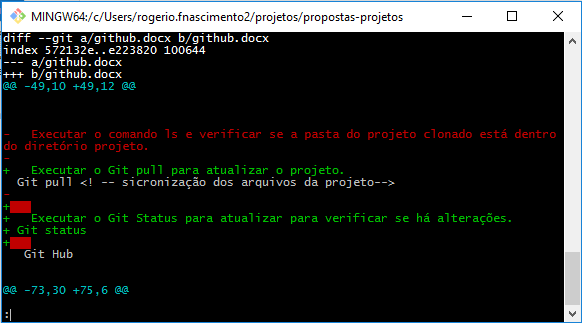 MINGW64:/c/Users/rogerio.fnascimento2/projetos/propostas-projetos
diff --git a/github.docx b/github.docx
index 572132e..e223820 100644
--- a/github.docx
+++ b/github.docx
@@ -49,10 +49,12 @@
-   Executar o comando ls e verificar se a pasta do projeto clonado está dentro
do diretório projeto.
-
+   Executar o Git pull para atualizar o projeto.
  Git pull <! -- sicronização dos arquivos da projeto-->
-
+
+   Executar o Git Status para atualizar para verificar se há alterações.
+ Git status
+
   Git Hub
@@ -73,30 +75,6 @@
: